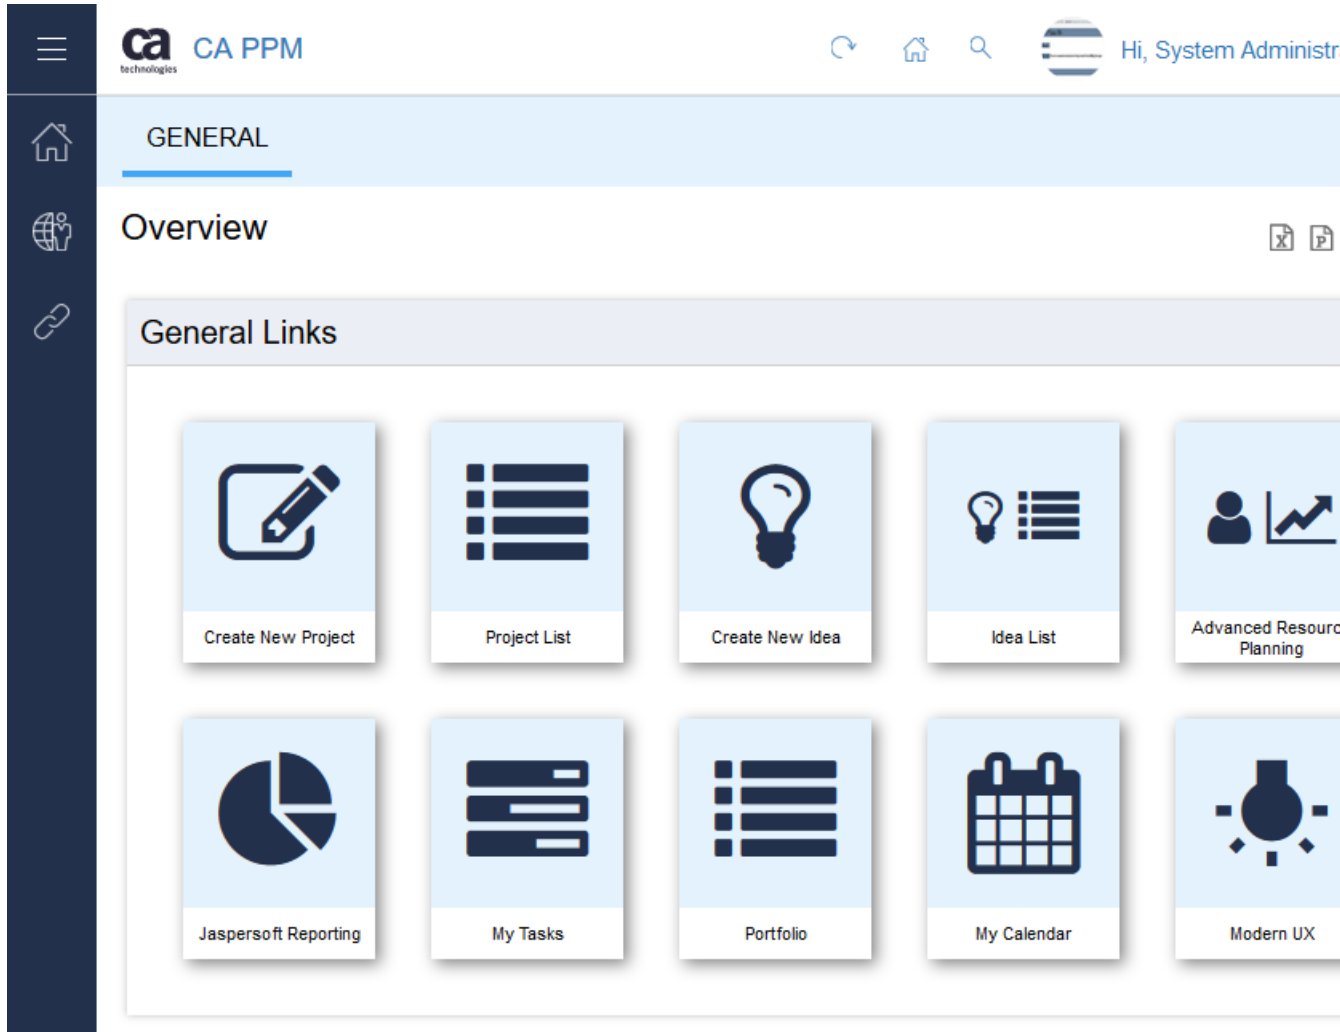 ca
technologies
CA PPM
Hi, System Administr
GENERAL
Overview
X P
General Links
Create New Project
Project List
Create New Idea
Idea List
Advanced Resourc
Planning
Jaspersoft Reporting
My Tasks
Portfolio
My Calendar
Modern UX